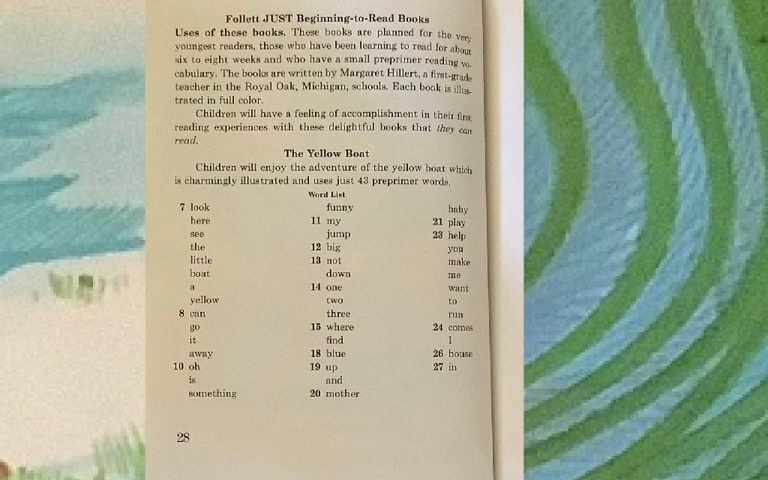 Follett JUST Beginning-to-Read Books
Uses of these books. These books are planned for the very
youngest readers, those who have been learning to read for about
six to eight weeks and who have a small preprimer reading vo-
cabulary. The books are written by Margaret Hillert, a first-grade
teacher in the Royal Oak, Michigan, schools. Each book is illus-
trated in full color.
Children will have a feeling of accomplishment in their first
reading experiences with these delightful books that they can
read.
The Yellow Boat
Children will enjoy the adventure of the yellow boat which
is charmingly illustrated and uses just 43 preprimer words.
Word List
7 look
here
see
the
little
boat
a
yellow
8 can
go
it
away
10 oh
is
something
funny
11 my
jump
12 big
13 not
down
14 one
two
three
15 where
find
18 blue
19 up
and
20 mother
baby
21 play
23 help
you
make
me
want
to
run
24 comes
I
26 house
27 in
28